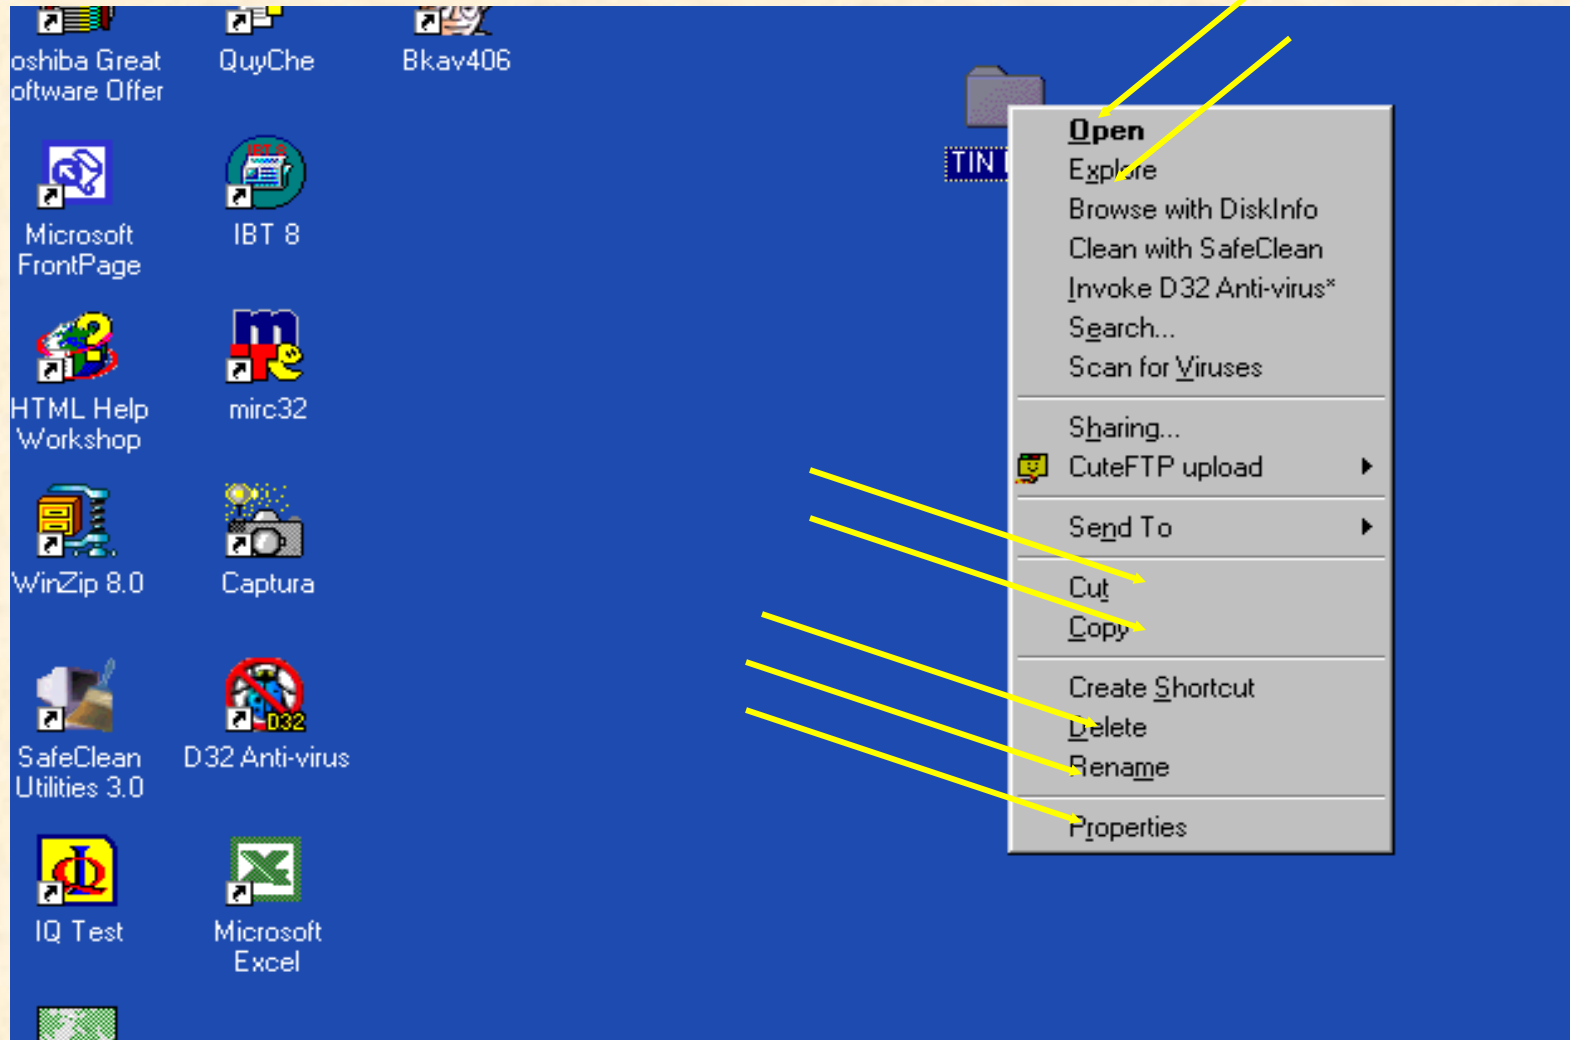 oshiba Great
oftware Offer
QuyChe
Bkav406
Microsoft
FrontPage
IBT 8
HTML Help
Workshop
mirc32
WinZip 8.0
Captura
SafeClean
Utilities 3.0
D32
D32 Anti-virus
IQ Test
Microsoft
Excel
TIN
Open
Explore
Browse with DiskInfo
Clean with SafeClean
Invoke D32 Anti-virus*
Search...
Scan for Viruses
Sharing...
CuteFTP upload
Send To
Cut
Copy
Create Shortcut
Delete
Rename
Properties